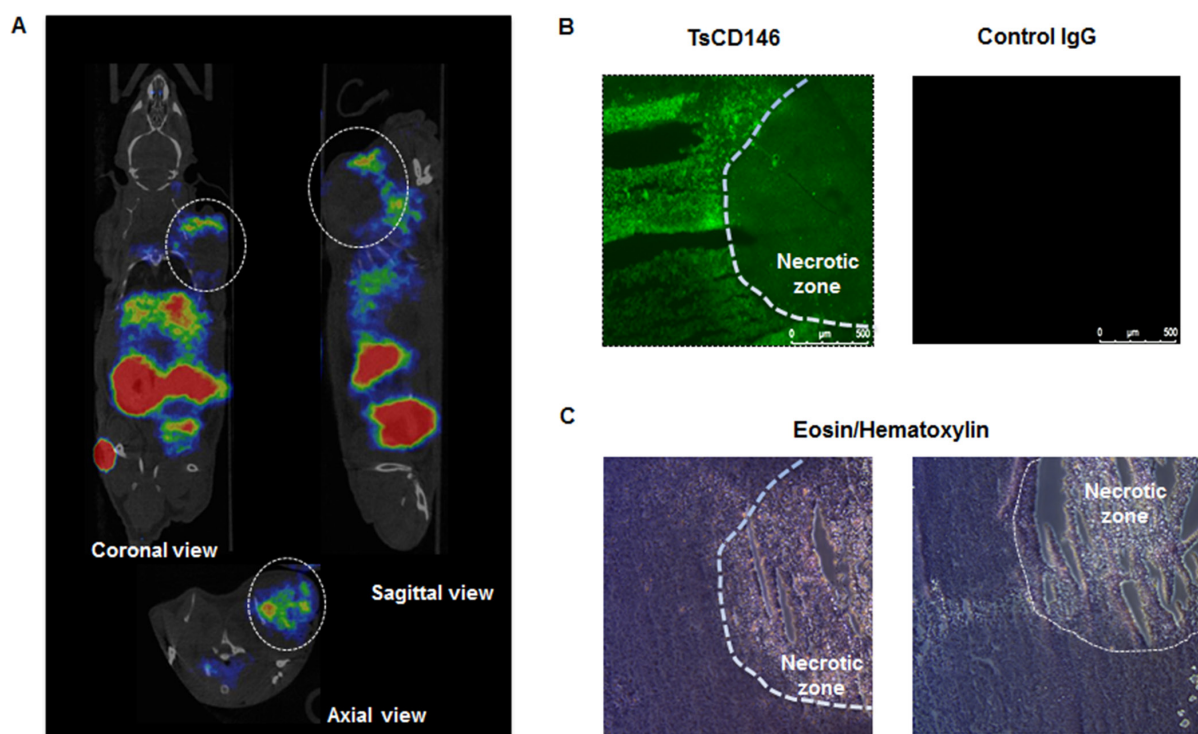 A
Coronal view
Sagittal view
Axial view
B
TsCD146
Control IgG
Necrotic
zone
0 µm 500
0 µm 500
C
Eosin/Hematoxylin
Necrotic
zone
Necrotic
zone